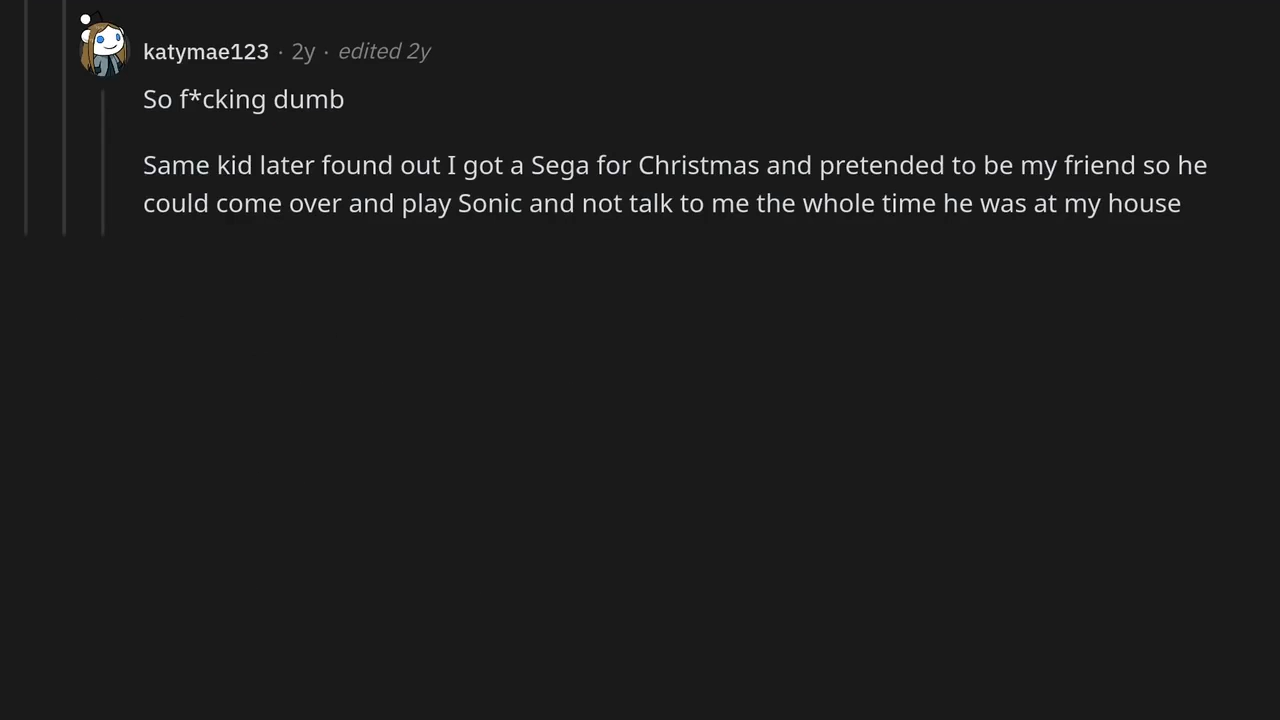 katymae123 · 2y · edited 2y
So f*cking dumb
Same kid later found out I got a Sega for Christmas and pretended to be my friend so he
could come over and play Sonic and not talk to me the whole time he was at my house